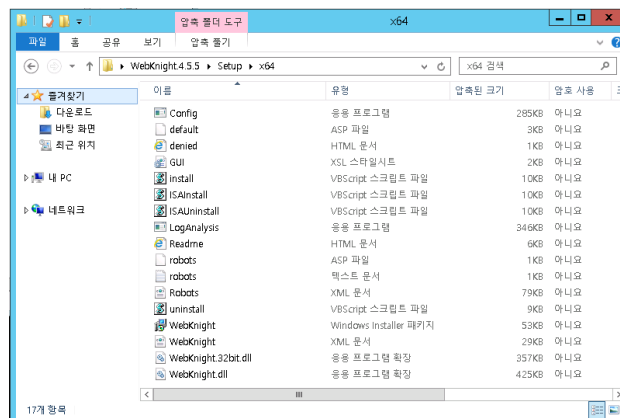 압축 폴더 도구
x64
파일 홈 공유 보기 압축 풀기
WebKnight.4.5.5 Setup x64
x64 검색
즐겨찾기
다운로드
바탕 화면
최근 위치
내 PC
네트워크
이름 유형 압축된 크기 암호 사용
Config 응용 프로그램 285KB 아니요
default ASP 파일 3KB 아니요
denied HTML 문서 1KB 아니요
GUI XSL 스타일시트 2KB 아니요
install VBScript 스크립트 파일 10KB 아니요
ISAInstall VBScript 스크립트 파일 10KB 아니요
ISAUninstall VBScript 스크립트 파일 10KB 아니요
LogAnalysis 응용 프로그램 346KB 아니요
Readme HTML 문서 6KB 아니요
robots ASP 파일 1KB 아니요
robots 텍스트 문서 1KB 아니요
Robots XML 문서 79KB 아니요
uninstall VBScript 스크립트 파일 9KB 아니요
WebKnight Windows Installer 패키지 53KB 아니요
WebKnight XML 문서 29KB 아니요
WebKnight.32bit.dll 응용 프로그램 확장 357KB 아니요
WebKnight.dll 응용 프로그램 확장 425KB 아니요
17개 항목